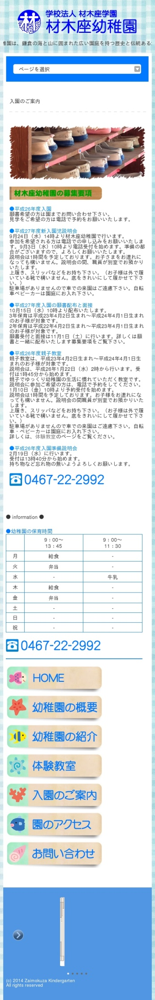 学校法人 材木座学園
材木座幼稚園
稚園は、鎌倉の海と山に囲まれた広い園庭を持つ歴史と伝統ある
ページを選択
入園のご案内
材木座幼稚園の募集要項
●平成26年度入園
願書希望の方は園までお問い合わせ下さい。
見学をご希望の方は電話で予約をお願いいたします。
●平成27年度新入園児説明会
9月24日（水）14時より材木座幼稚園で行います。
参加を希望される方は電話での申し込みをお願いいたしま
す。9月3日（水）10時より電話受付を始めます。準備の都
合がございますので、よろしくお願いいたします。
説明会は1時間を予定しております。お子さまをお連れに
なっても構いません。説明会の間、職員が別室でお預かり
いたします。
上履き、スリッパなどをお持ち下さい。（お子様は外で履
いている靴で構いません。底をきれいにして履かせて下さ
い。）
駐車場がありませんので車での来園はご遠慮下さい。自転
車ベビーカーは園庭にお入れ下さい。
●平成27年度入園の願書配布と面接
10月15日（水）10時より配布いたします。
3年保育は平成23年4月2日生まれ～平成24年4月1日生まれ
のお子様が対象です。
2年保育は平成22年4月2日生まれ～平成23年4月1日生まれ
のお子様が対象です。
願書受付と面接は11月1日（土）に行います。詳しくは願
書と一緒に配布いたします募集要項をご覧下さい。
●平成26年度親子教室
親子教室は、平成23年4月2日生まれ～平成24年4月1日生
まれのお子様が対象です。
説明会は、平成26年1月22日（水）2時から行います。受
付は1時45分から始めます。
親子でゆっくり幼稚園の生活に慣れていただく教室です。
説明会に参加ご希望の方は、電話で予約をしてください。
1月10日（金）10時より予約受付を始めます。
説明会は1時間を予定しております。お子様をお連れにな
っても構いません。説明会の間職員が別室でお預かりいた
します。
上履き、スリッパなどをお持ち下さい。（お子様は外で履
いている靴で構いません。底をきれいにして履かせて下さ
い。）
駐車場がありませんので車での来園はご遠慮下さい。自転
車・ベビーカーは園庭にお入れ下さい。
詳しくは、体験教室のページをご覧ください。
●平成26年度入園準備説明会
2月19日（水）に行います。
受付は13時40分から始めます。
持ち物など忘れ物の無いようよろしくお願いします。
0467-22-2992
● information ●
●幼稚園の保育時間
9：00～ 9：00～
13：45 11：30
月 給食 -
火 弁当 -
水 - 牛乳
木 給食 -
金 弁当 -
土 - -
日 - -
祝 - -
0467-22-2992
HOME
幼稚園の概要
幼稚園の紹介
体験教室
入園のご案内
園のアクセス
お問い合わせ
(c) 2014 Zaimokuza Kindergarten
All rights reserved